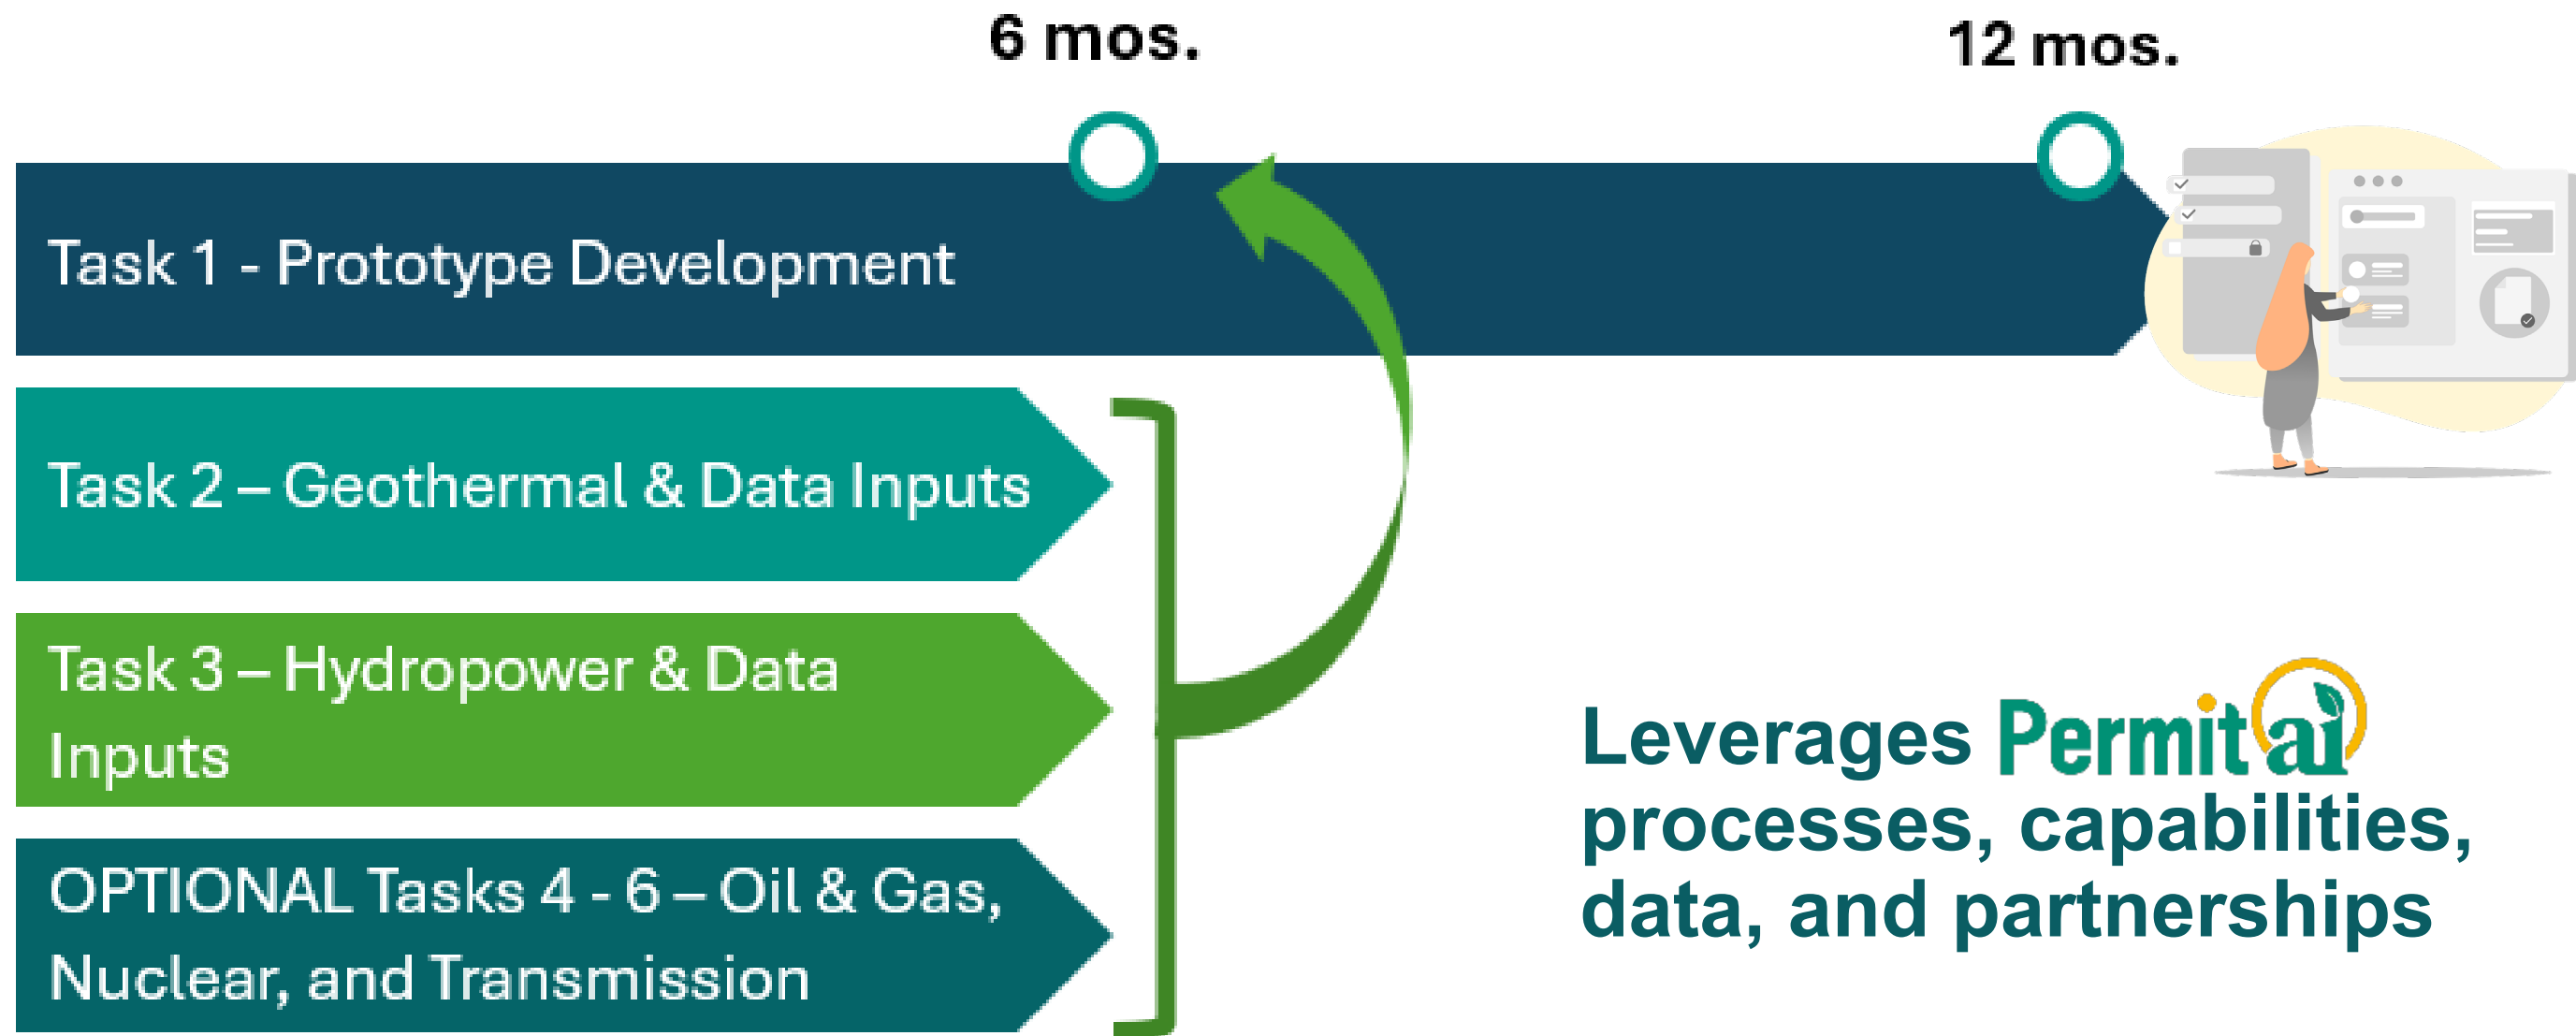 6 mos.
12 mos.
Task 1 - Prototype Development
Task 2 – Geothermal & Data Inputs
Task 3 – Hydropower & Data
Inputs
OPTIONAL Tasks 4 - 6 – Oil & Gas,
Nuclear, and Transmission
Leverages Permit ai
processes, capabilities,
data, and partnerships